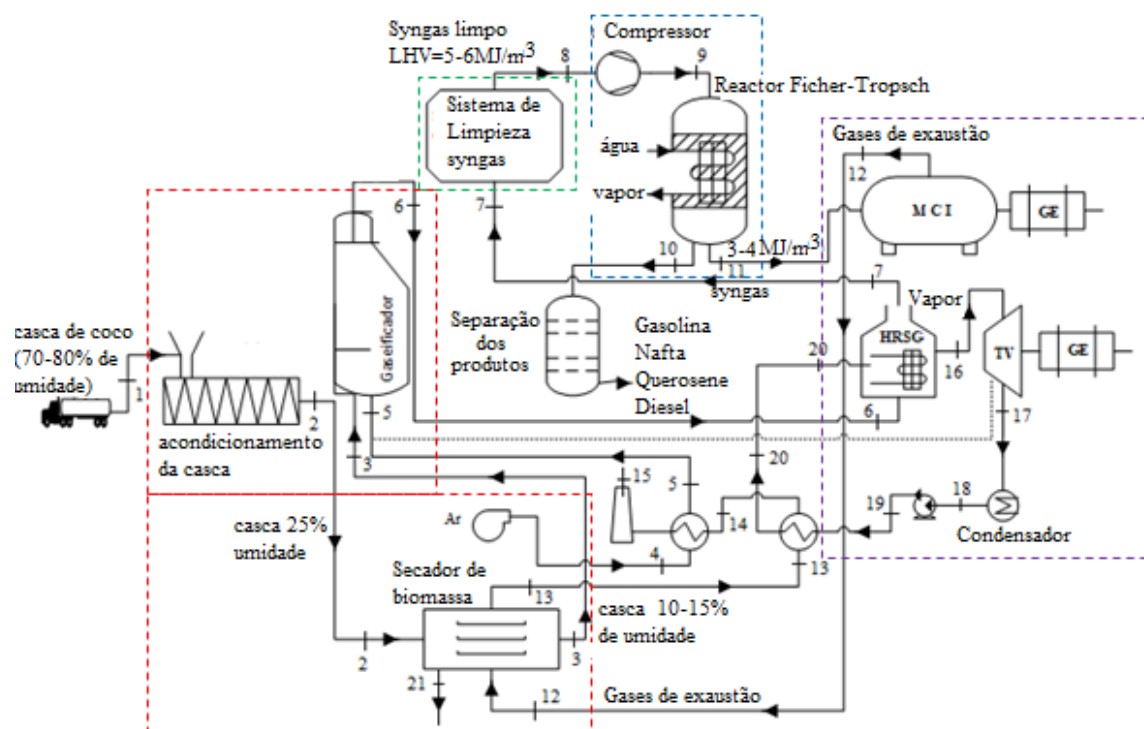 Syngas limpo
LHV=5-6MJ/m3
8
Compressor
9
Reactor Ficher-Tropsch
Sistema de
Limpieza
syngas
água
vapor
Gases de exaustão
12
M C I
GE
6
7
10
3-4 MJ/m3
11
syngas
7
Vapor
Gaseificador
casca de coco
(70-80% de
umidade)
1
2
acondicionamento
da casca
5
3
Separação
dos
produtos
Gasolina
Nafta
Querosene
Diesel
20
HRSG
16
TV
GE
6
17
20
15
5
14
19
18
Condensador
casca 25%
umidade
Ar
4
13
Secador de
biomassa
13
casca 10-15%
de umidade
2
3
21
12
Gases de exaustão